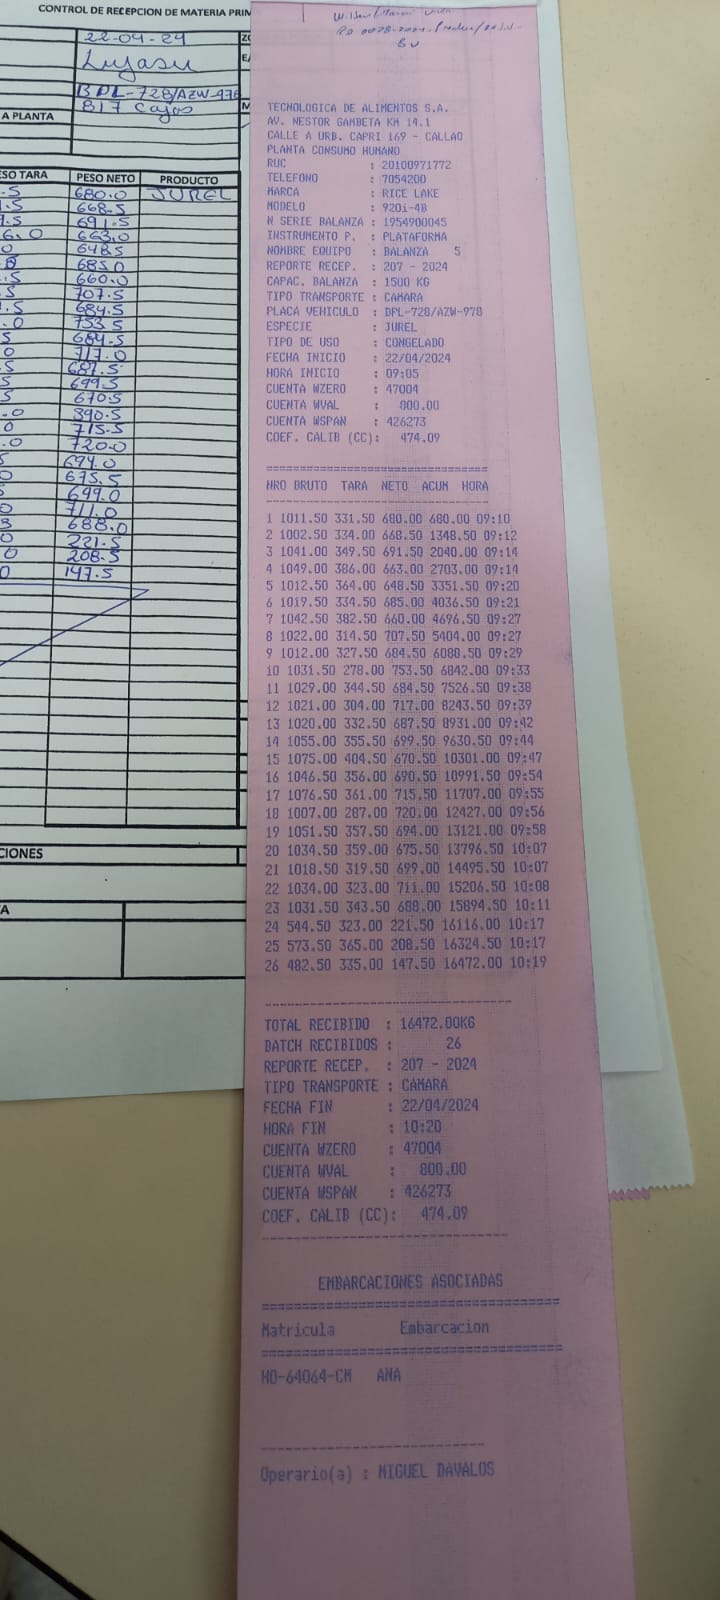 CONTROL DE RECEPCION DE MATERIA PRIM
22-04-24
Lujasu
BPL-728/AZW-978
817 Cajas
A PLANTA
SO TARA PESO NETO PRODUCTO
.5 680.0 JUREL
.5 668.5
.5 691.5
6.0 663.0
0 648.5
685.0
.5 660.0
5 707.5
.5 684.5
.0 753.5
5 684.5
0 717.0
.5 687.5
5 699.5
5 670.5
.0 390.5
0 715.5
.0 720.0
694.0
675.5
699.0
0 711.0
688.0
0 221.5
0 208.5
0 147.5
CIONES
A
TECNOLOGICA DE ALIMENTOS S.A.
AV. NESTOR GAMBETA KM 14.1
CALLE A URB. CAPRI 169 - CALLAO
PLANTA CONSUMO HUMANO
RUC : 20100971772
TELEFONO : 7054200
MARCA : RICE LAKE
MODELO : 920i-4B
N SERIE BALANZA : 1954900045
INSTRUMENTO P. : PLATAFORMA
NOMBRE EQUIPO : BALANZA 5
REPORTE RECEP. : 207 - 2024
CAPAC. BALANZA : 1500 KG
TIPO TRANSPORTE : CAMARA
PLACA VEHICULO : BPL-728/AZW-978
ESPECIE : JUREL
TIPO DE USO : CONGELADO
FECHA INICIO : 22/04/2024
HORA INICIO : 09:05
CUENTA WZERO : 47004
CUENTA WVAL : 800.00
CUENTA WSPAN : 426273
COEF. CALIB (CC): 474.09
NRO BRUTO TARA NETO ACUM HORA
1 1011.50 331.50 680.00 680.00 09:10
2 1002.50 334.00 668.50 1348.50 09:12
3 1041.00 349.50 691.50 2040.00 09:14
4 1049.00 386.00 663.00 2703.00 09:14
5 1012.50 364.00 648.50 3351.50 09:20
6 1019.50 334.50 685.00 4036.50 09:21
7 1042.50 382.50 660.00 4696.50 09:27
8 1022.00 314.50 707.50 5404.00 09:27
9 1012.00 327.50 684.50 6088.50 09:29
10 1031.50 278.00 753.50 6842.00 09:33
11 1029.00 344.50 684.50 7526.50 09:38
12 1021.00 304.00 717.00 8243.50 09:39
13 1020.00 332.50 687.50 8931.00 09:42
14 1055.00 355.50 699.50 9630.50 09:44
15 1075.00 404.50 670.50 10301.00 09:47
16 1046.50 356.00 690.50 10991.50 09:54
17 1076.50 361.00 715.50 11707.00 09:55
18 1007.00 287.00 720.00 12427.00 09:56
19 1051.50 357.50 694.00 13121.00 09:58
20 1034.50 359.00 675.50 13796.50 10:07
21 1018.50 319.50 699.00 14495.50 10:07
22 1034.00 323.00 711.00 15206.50 10:08
23 1031.50 343.50 688.00 15894.50 10:11
24 544.50 323.00 221.50 16116.00 10:17
25 573.50 365.00 208.50 16324.50 10:17
26 482.50 335.00 147.50 16472.00 10:19
TOTAL RECIBIDO : 16472.00KG
BATCH RECIBIDOS : 26
REPORTE RECEP. : 207 - 2024
TIPO TRANSPORTE : CAMARA
FECHA FIN : 22/04/2024
HORA FIN : 10:20
CUENTA WZERO : 47004
CUENTA WVAL : 800.00
CUENTA WSPAN : 426273
COEF. CALIB (CC): 474.09
EMBARCACIONES ASOCIADAS
Matricula Embarcacion
HO-64064-CM ANA
Operario(a) : MIGUEL DAVALOS